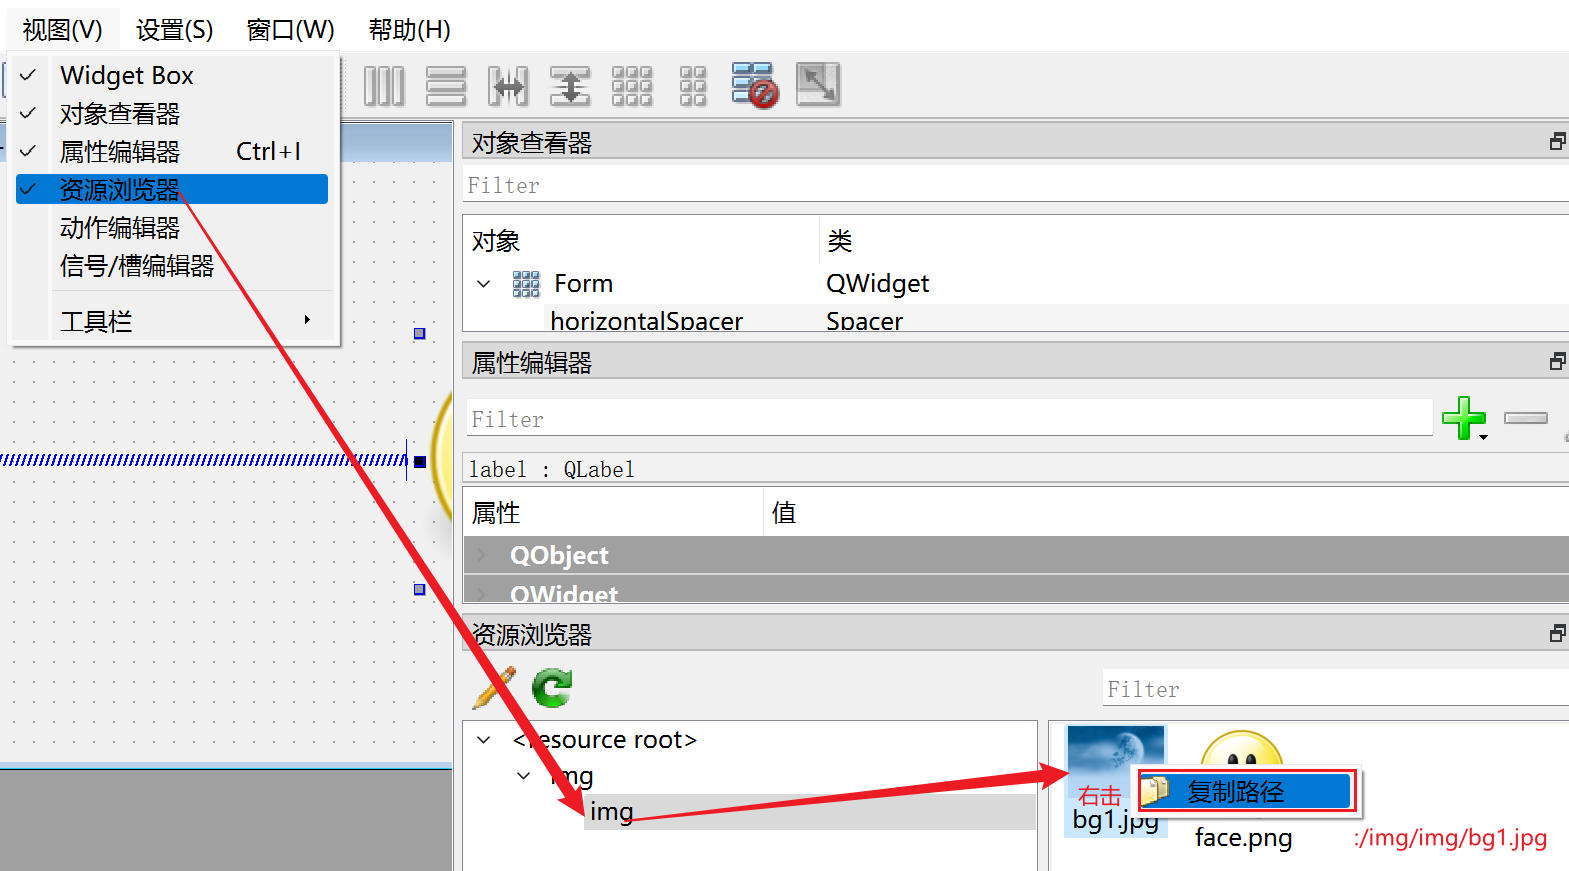 视图(V) 设置(S) 窗口(W) 帮助(H)
Widget Box
对象查看器
属性编辑器 Ctrl+I
资源浏览器
动作编辑器
信号/槽编辑器
工具栏
对象查看器
Filter
对象 类
Form QWidget
horizontalSpacer Spacer
属性编辑器
Filter
label : QLabel
属性 值
QObject
QWidget
资源浏览器
Filter
<resource root>
img
img
右击
复制路径
bg1.jpg
face.png
:/img/img/bg1.jpg